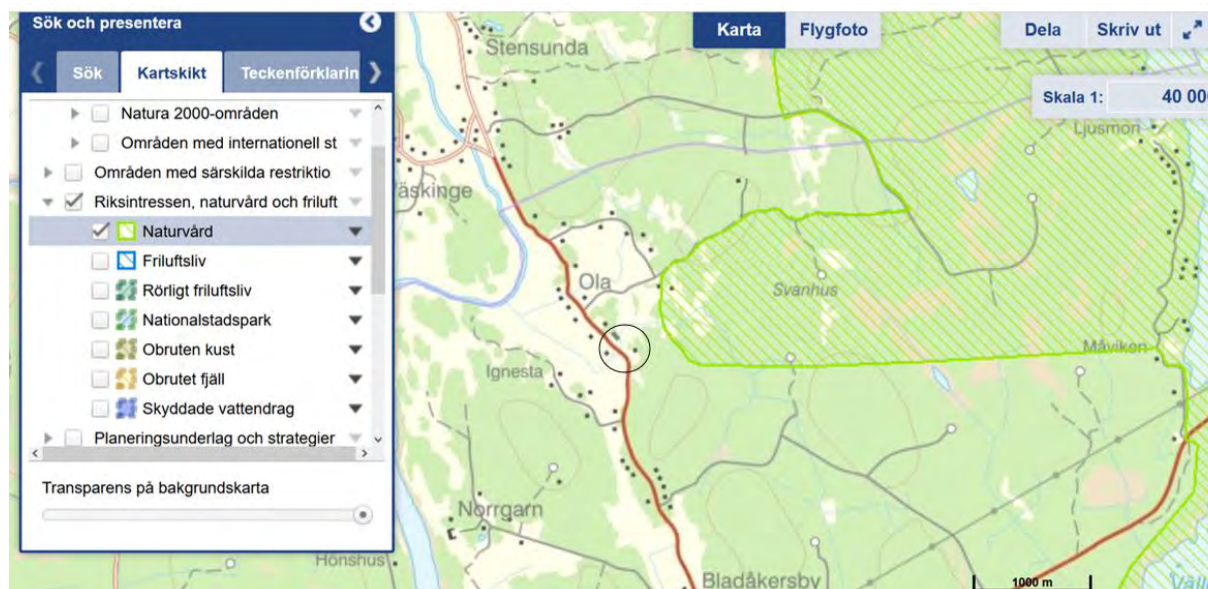 Sök och presentera
Sök
Kartskikt
Teckenförklarin
Natura 2000-områden
Områden med internationell st
Områden med särskilda restriktio
Riksintressen, naturvård och friluft
Naturvård
Friluftsliv
Rörligt friluftsliv
Nationalstadspark
Obruten kust
Obrutet fjäll
Skyddade vattendrag
Planeringsunderlag och strategier
Transparens på bakgrundskarta
Karta
Flygfoto
Dela
Skriv ut
Skala 1: 40 000
Stensunda
Ljusmon
äskinge
Ola
Svanhus
Måviken
Ignesta
Norrgarn
Hönshus
Bladåkersby
1000 m
Väll